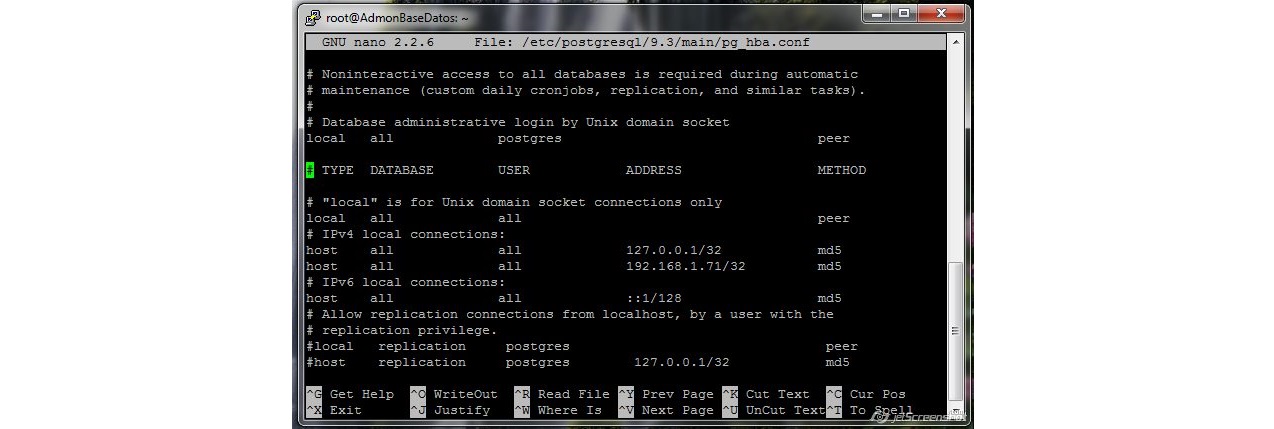 root@AdmonBaseDatos: ~
GNU nano 2.2.6 File: /etc/postgresql/9.3/main/pg_hba.conf
# Noninteractive access to all databases is required during automatic
# maintenance (custom daily cronjobs, replication, and similar tasks).
#
# Database administrative login by Unix domain socket
local all postgres peer
# TYPE DATABASE USER ADDRESS METHOD
# "local" is for Unix domain socket connections only
local all all peer
# IPv4 local connections:
host all all 127.0.0.1/32 md5
host all all 192.168.1.71/32 md5
# IPv6 local connections:
host all all ::1/128 md5
# Allow replication connections from localhost, by a user with the
# replication privilege.
#local replication postgres peer
#host replication postgres 127.0.0.1/32 md5
^G Get Help ^O WriteOut ^R Read File ^Y Prev Page ^K Cut Text ^C Cur Pos
^X Exit ^J Justify ^W Where Is ^V Next Page ^U UnCut Text ^T To Spell
jetScreenshot